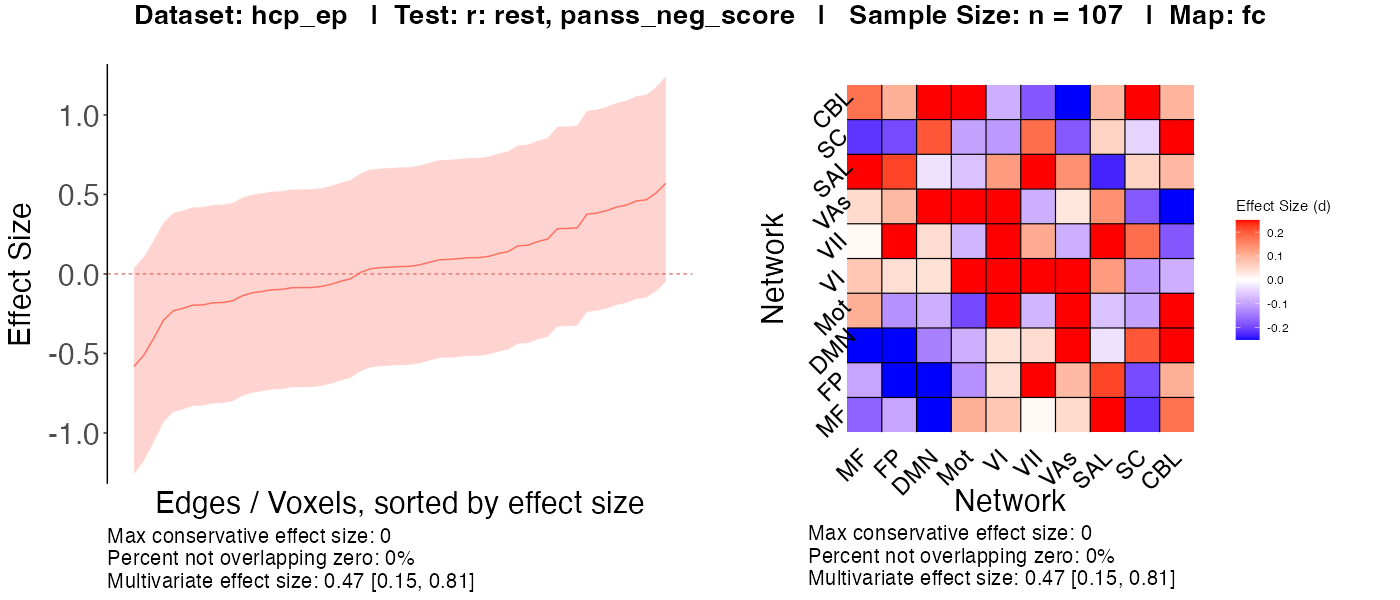 Dataset: hcp_ep | Test: r: rest, panss_neg_score | Sample Size: n = 107 | Map: fc
Effect Size
1.0
0.5
0.0
-0.5
-1.0
Edges / Voxels, sorted by effect size
Max conservative effect size: 0
Percent not overlapping zero: 0%
Multivariate effect size: 0.47 [0.15, 0.81]
Network
CBL
SC
SAL
VAs
VII
VI
Mot
DMN
FP
MF
MF
FP
DMN
Mot
VI
VII
VAs
SAL
SC
CBL
Network
Max conservative effect size: 0
Percent not overlapping zero: 0%
Multivariate effect size: 0.47 [0.15, 0.81]
Effect Size (d)
0.2
0.1
0.0
-0.1
-0.2